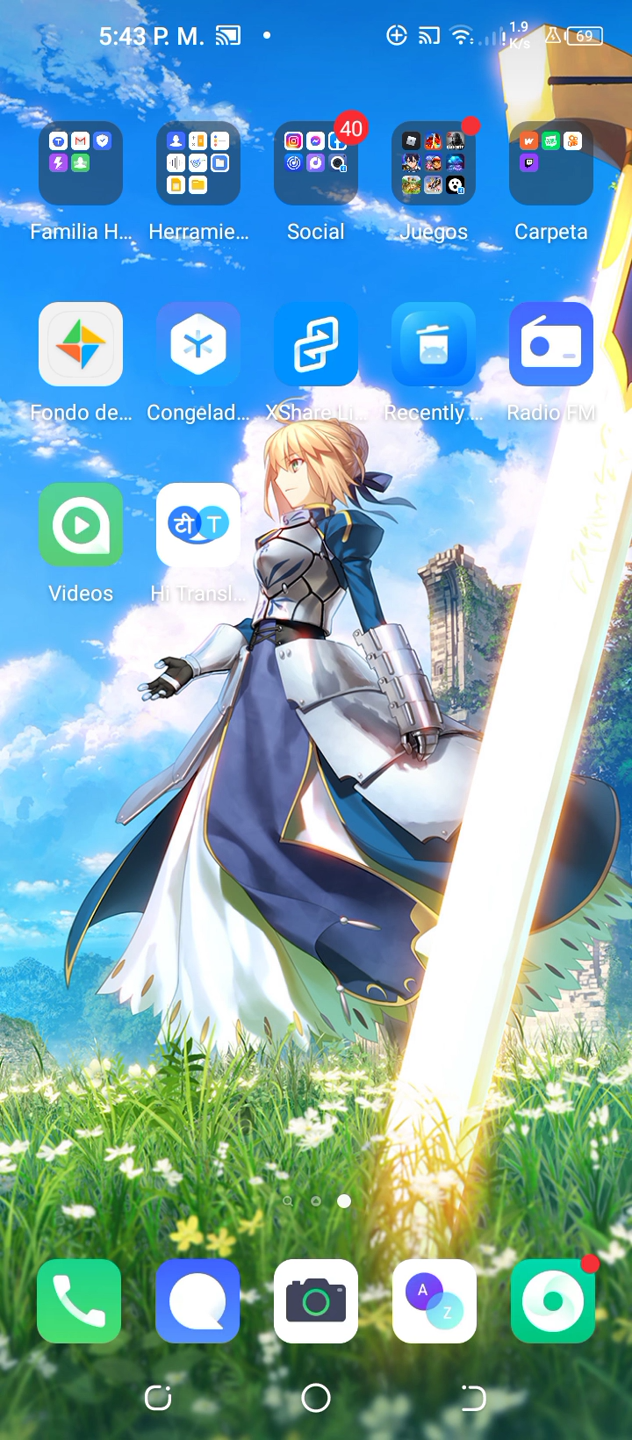 5:43 P. M.
1.9
K/s
69
40
Familia H...
Herramie...
Social
Juegos
Carpeta
Fondo de...
Congelad...
XShare Li...
Recently ...
Radio FM
Videos
Hi Transl...
टी T
A
Z